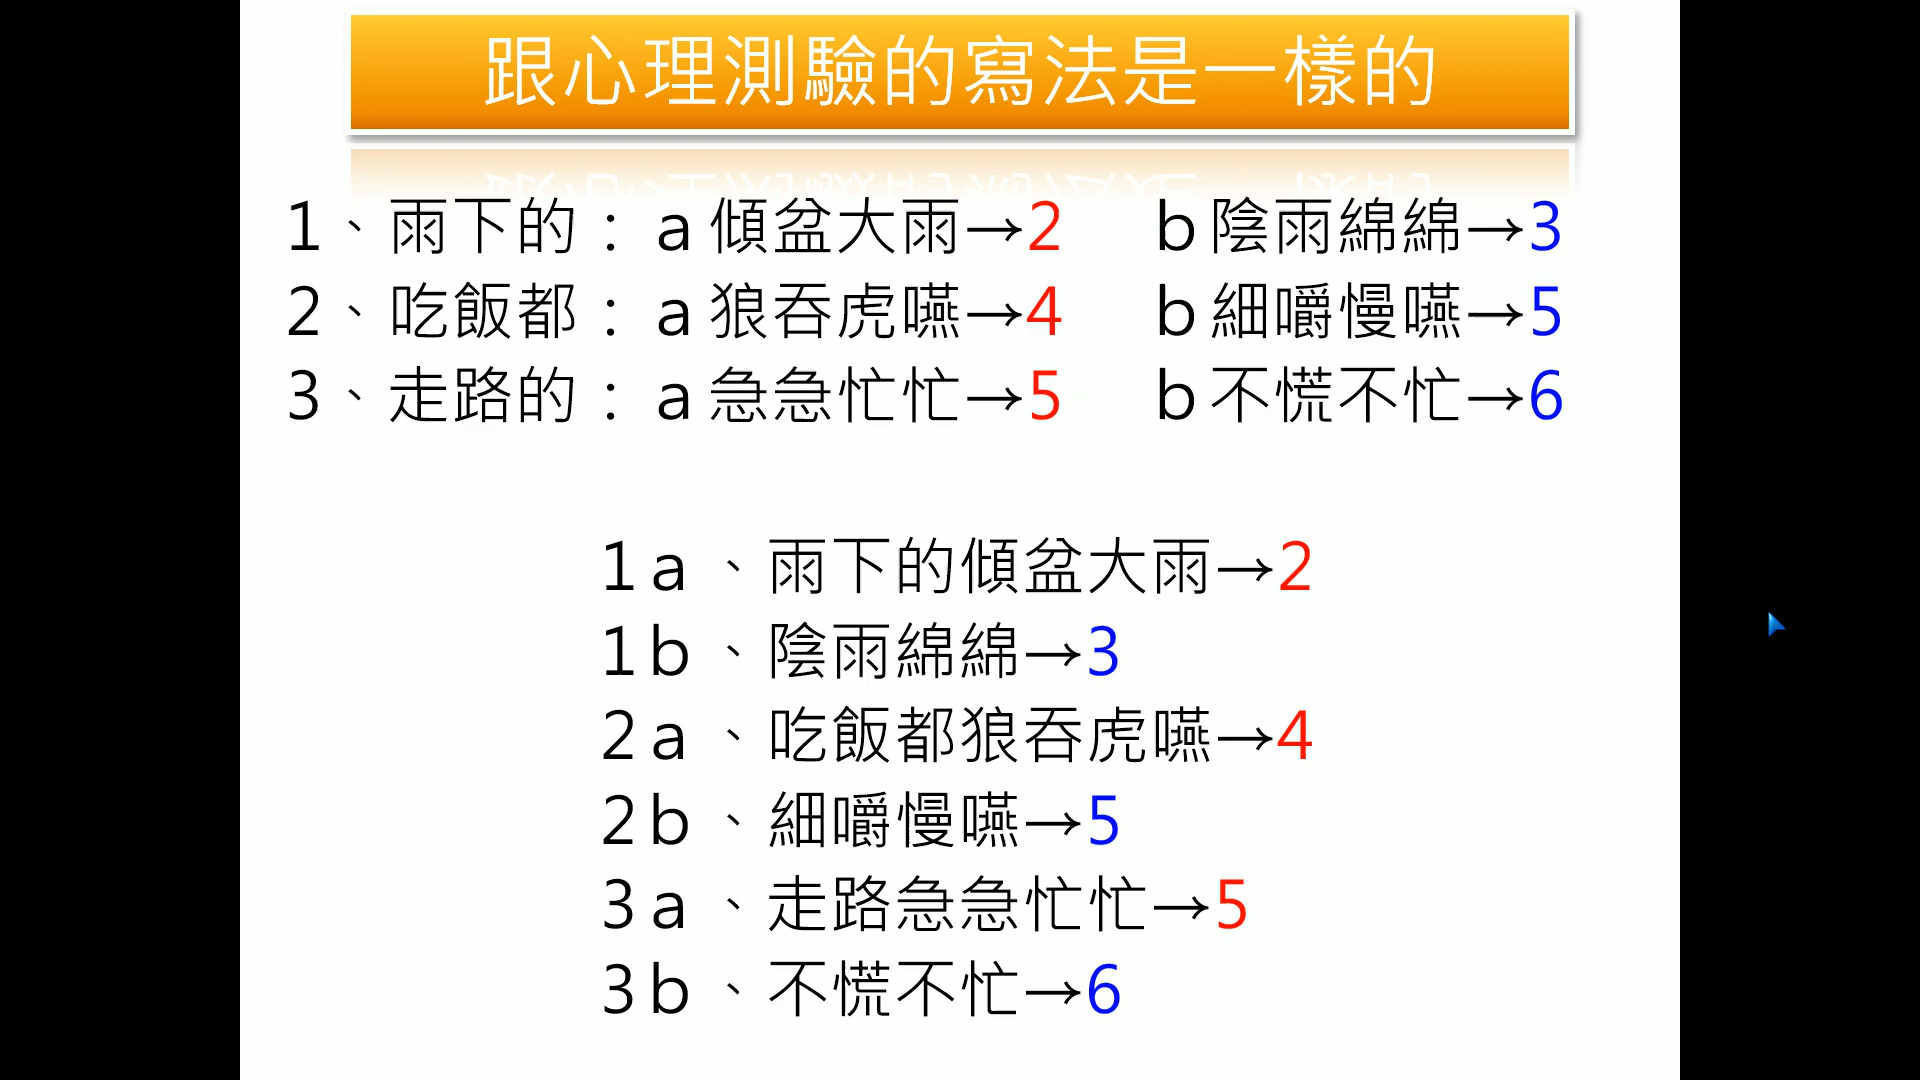 跟心理測驗的寫法是一樣的
1、雨下的：a傾盆大雨→2 b陰雨綿綿→3
2、吃飯都：a狼吞虎嚥→4 b細嚼慢嚥→5
3、走路的：a急急忙忙→5 b不慌不忙→6
1a、雨下的傾盆大雨→2
1b、陰雨綿綿→3
2a、吃飯都狼吞虎嚥→4
2b、細嚼慢嚥→5
3a、走路急急忙忙→5
3b、不慌不忙→6